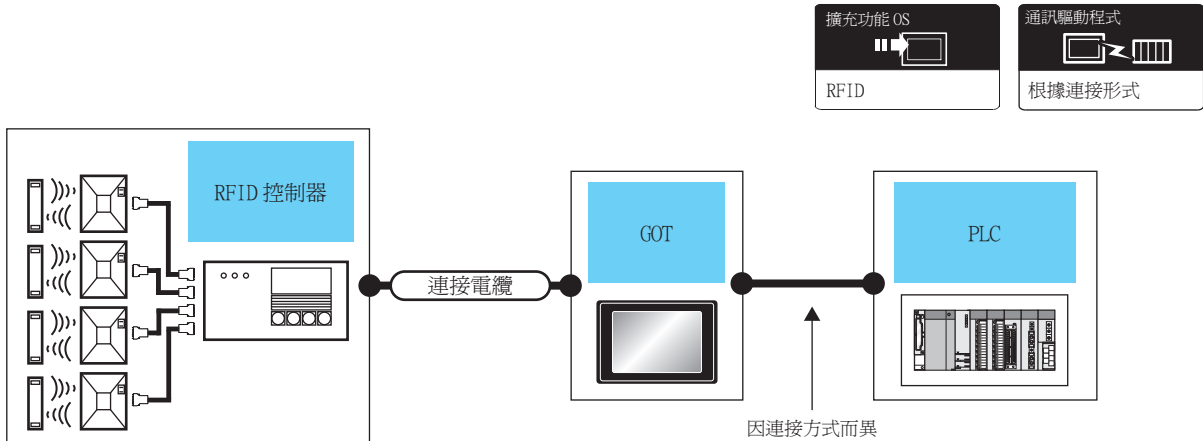 擴充功能 OS
RFID
通訊驅動程式
根據連接形式
RFID 控制器
連接電纜
GOT
PLC
因連接方式而異